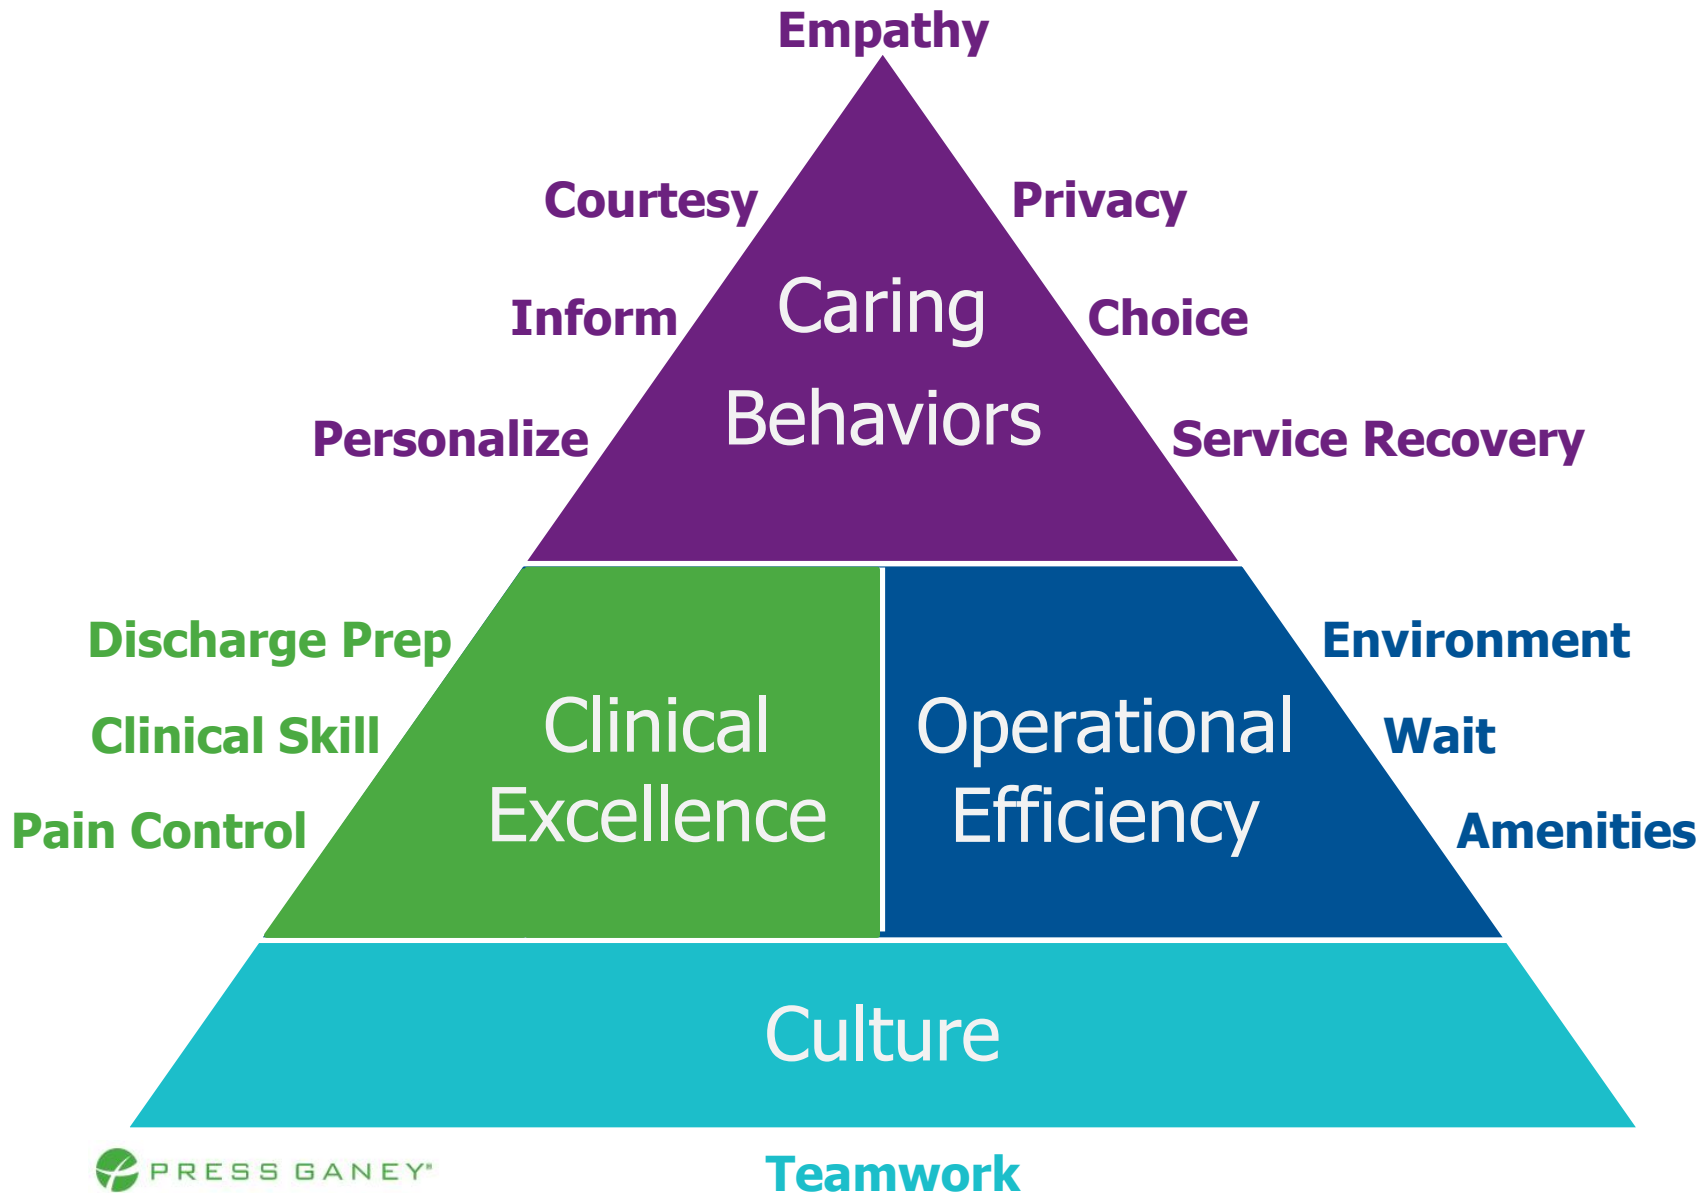 Empathy
Courtesy
Privacy
Caring
Behaviors
Inform
Choice
Personalize
Service Recovery
Discharge Prep
Clinical Skill
Pain Control
Clinical
Excellence
Operational
Efficiency
Environment
Wait
Amenities
Culture
PRESS GANEY®
Teamwork